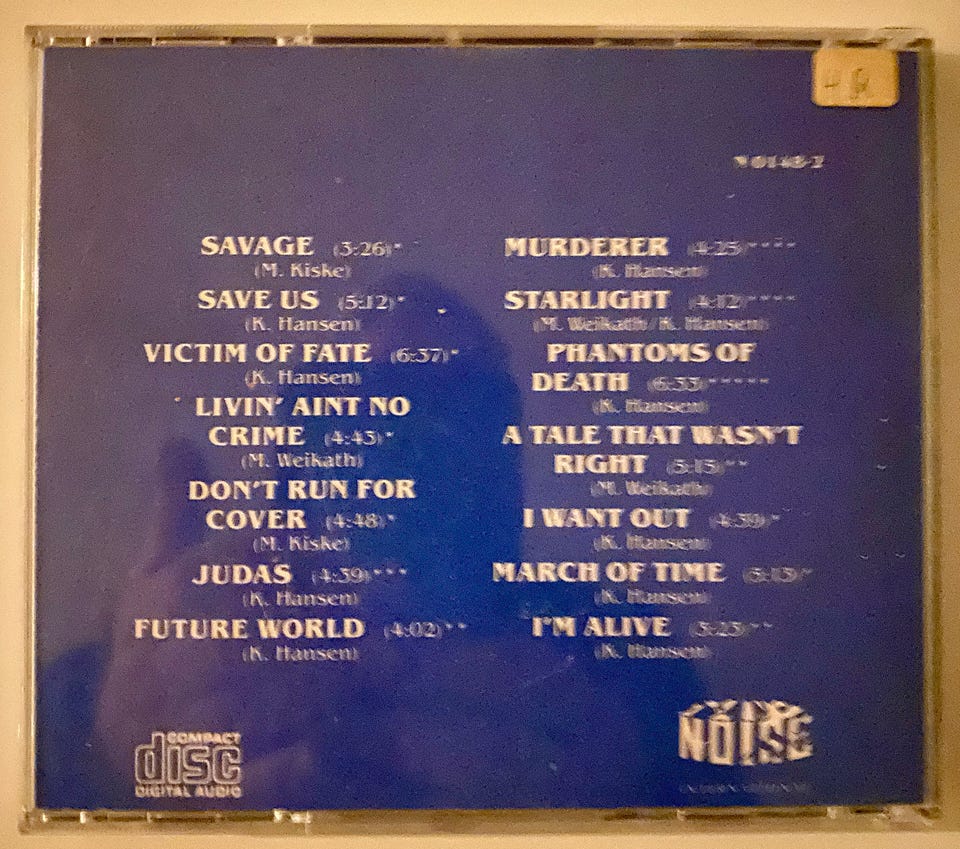 N 0148-2
SAVAGE (3:26)*
(M. Kiske)
SAVE US (5:12)*
(K. Hansen)
VICTIM OF FATE (6:37)*
(K. Hansen)
LIVIN' AINT NO
CRIME (4:43)*
(M. Weikath)
DON'T RUN FOR
COVER (4:48)*
(M. Kiske)
JUDAS (4:39)***
(K. Hansen)
FUTURE WORLD (4:02)**
(K. Hansen)
MURDERER (4:25)****
(K. Hansen)
STARLIGHT (4:12)****
(M. Weikath/K. Hansen)
PHANTOMS OF
DEATH (6:33)*****
(K. Hansen)
A TALE THAT WASN'T
RIGHT (5:15)**
(M. Weikath)
I WANT OUT (4:39)*
(K. Hansen)
MARCH OF TIME (5:13)*
(K. Hansen)
I'M ALIVE (3:23)**
(K. Hansen)
COMPACT
disc
DIGITAL AUDIO
NOISE
INTERNATIONAL